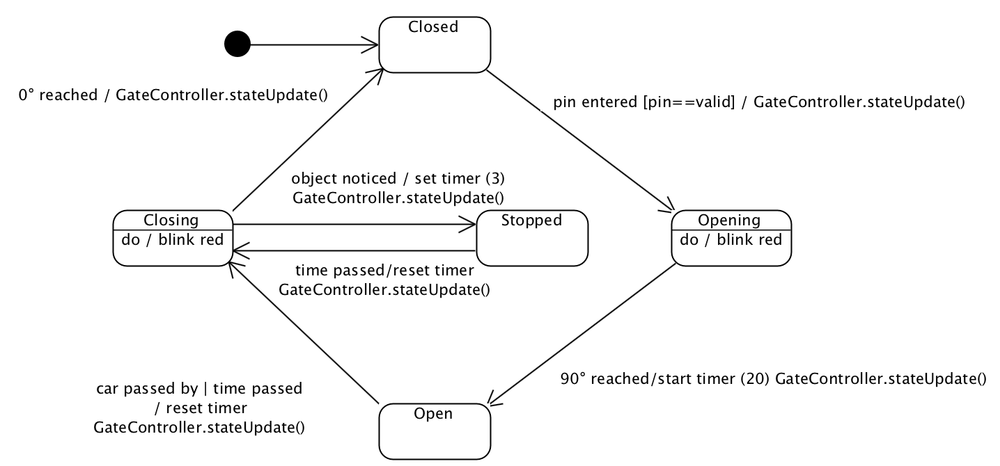 Closed
0° reached / GateController.stateUpdate()
pin entered [pin==valid] / GateController.stateUpdate()
object noticed / set timer (3)
GateController.stateUpdate()
Closing
do / blink red
Stopped
Opening
do / blink red
time passed/reset timer
GateController.stateUpdate()
car passed by | time passed
/ reset timer
GateController.stateUpdate()
90° reached/start timer (20) GateController.stateUpdate()
Open